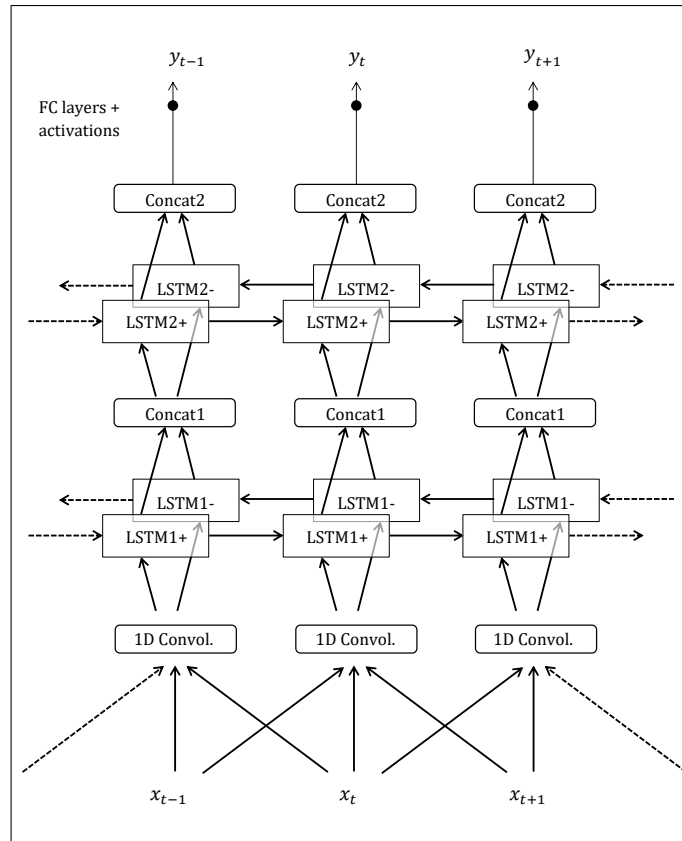 y_{t−1} y_t y_{t+1}
FC layers +
activations
Concat2 Concat2 Concat2
LSTM2- LSTM2- LSTM2-
LSTM2+ LSTM2+ LSTM2+
Concat1 Concat1 Concat1
LSTM1- LSTM1- LSTM1-
LSTM1+ LSTM1+ LSTM1+
1D Convol. 1D Convol. 1D Convol.
x_{t−1} x_t x_{t+1}